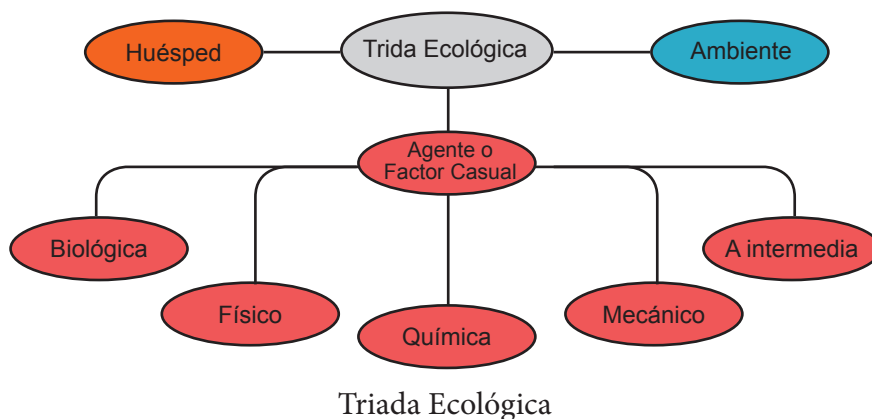 Huésped
Trida Ecológica
Ambiente
Agente o
Factor Casual
Biológica
A intermedia
Físico
Mecánico
Química
Triada Ecológica